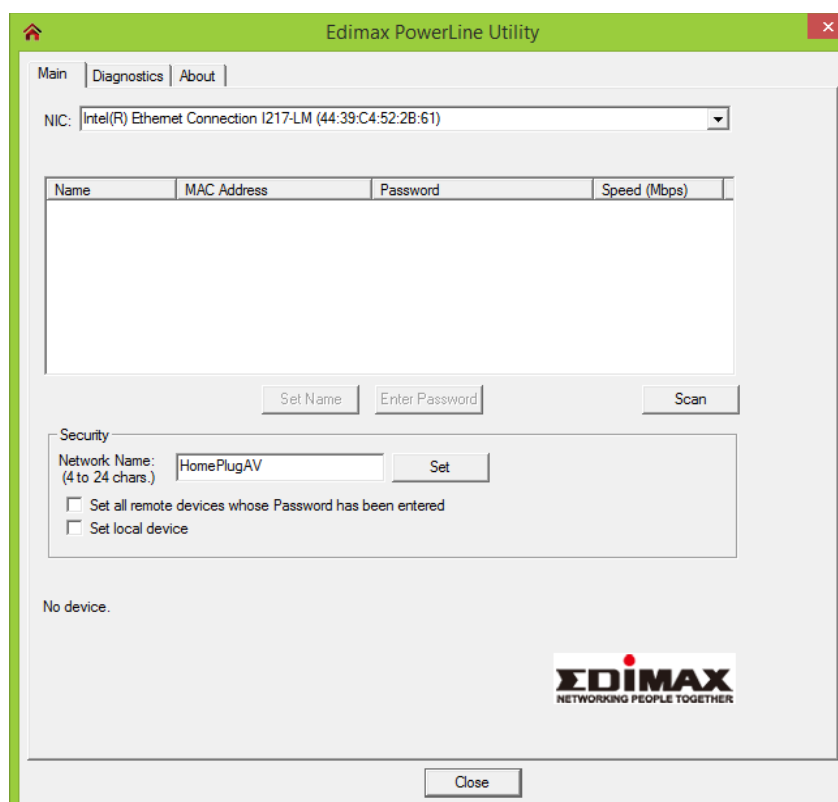 Edimax PowerLine Utility
x
Main Diagnostics About
NIC: Intel(R) Ethernet Connection I217-LM (44:39:C4:52:2B:61)
Name MAC Address Password Speed (Mbps)
Set Name Enter Password Scan
Security
Network Name: HomePlugAV Set
(4 to 24 chars.)
Set all remote devices whose Password has been entered
Set local device
No device.
EDIMAX
NETWORKING PEOPLE TOGETHER
Close